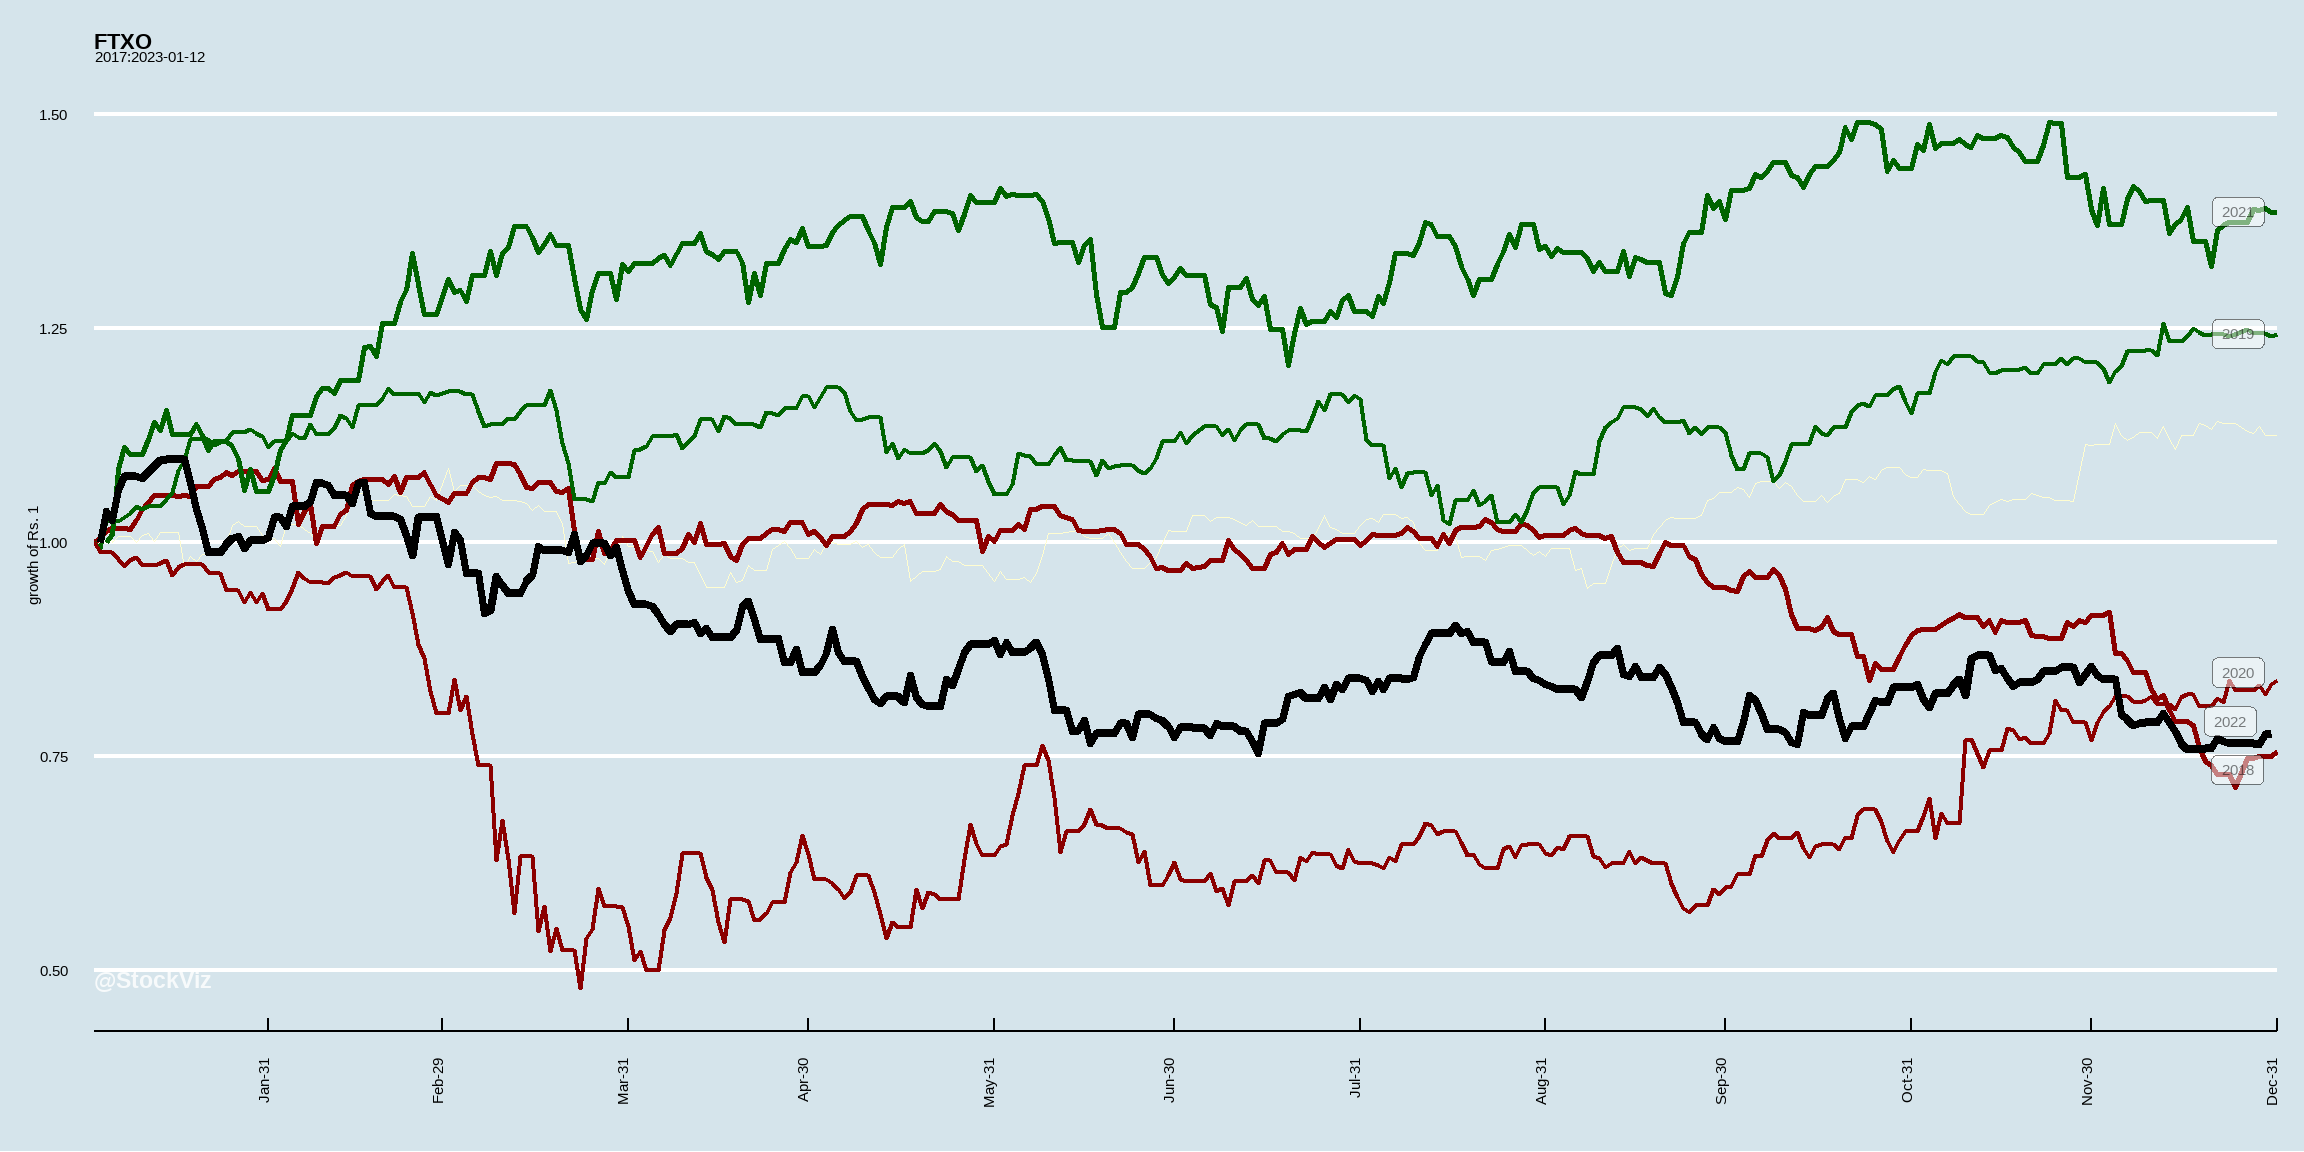 FTXO
2017:2023-01-12
1.50
1.25
1.00
0.75
0.50
growth of Rs. 1
2021
2019
2020
2022
2018
@StockViz
Jan-31
Feb-29
Mar-31
Apr-30
May-31
Jun-30
Jul-31
Aug-31
Sep-30
Oct-31
Nov-30
Dec-31